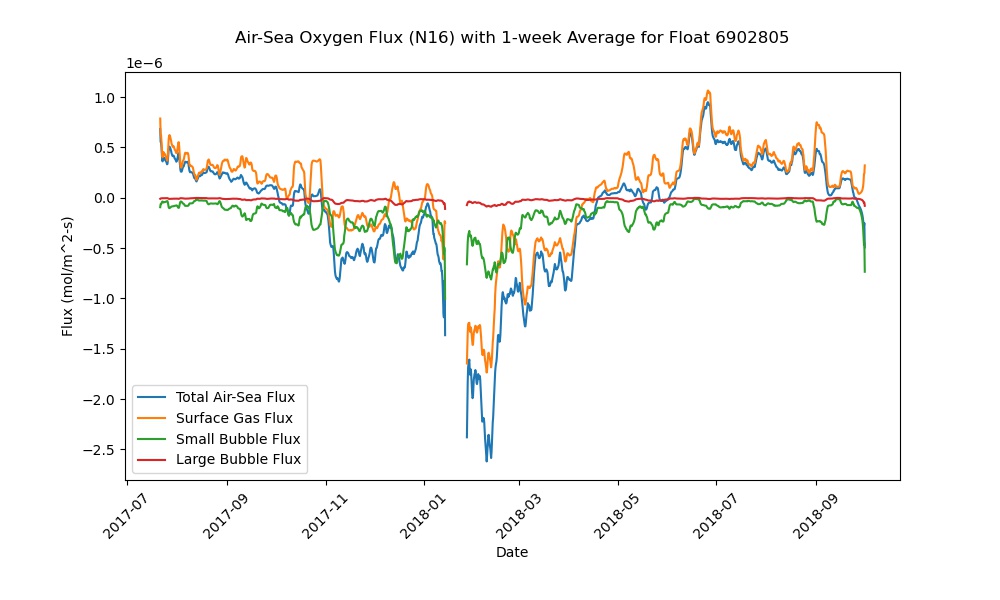 Air-Sea Oxygen Flux (N16) with 1-week Average for Float 6902805
1e−6
1.0
0.5
0.0
−0.5
−1.0
−1.5
−2.0
−2.5
Flux (mol/m^2-s)
Total Air-Sea Flux
Surface Gas Flux
Small Bubble Flux
Large Bubble Flux
2017-07
2017-09
2017-11
2018-01
2018-03
2018-05
2018-07
2018-09
Date